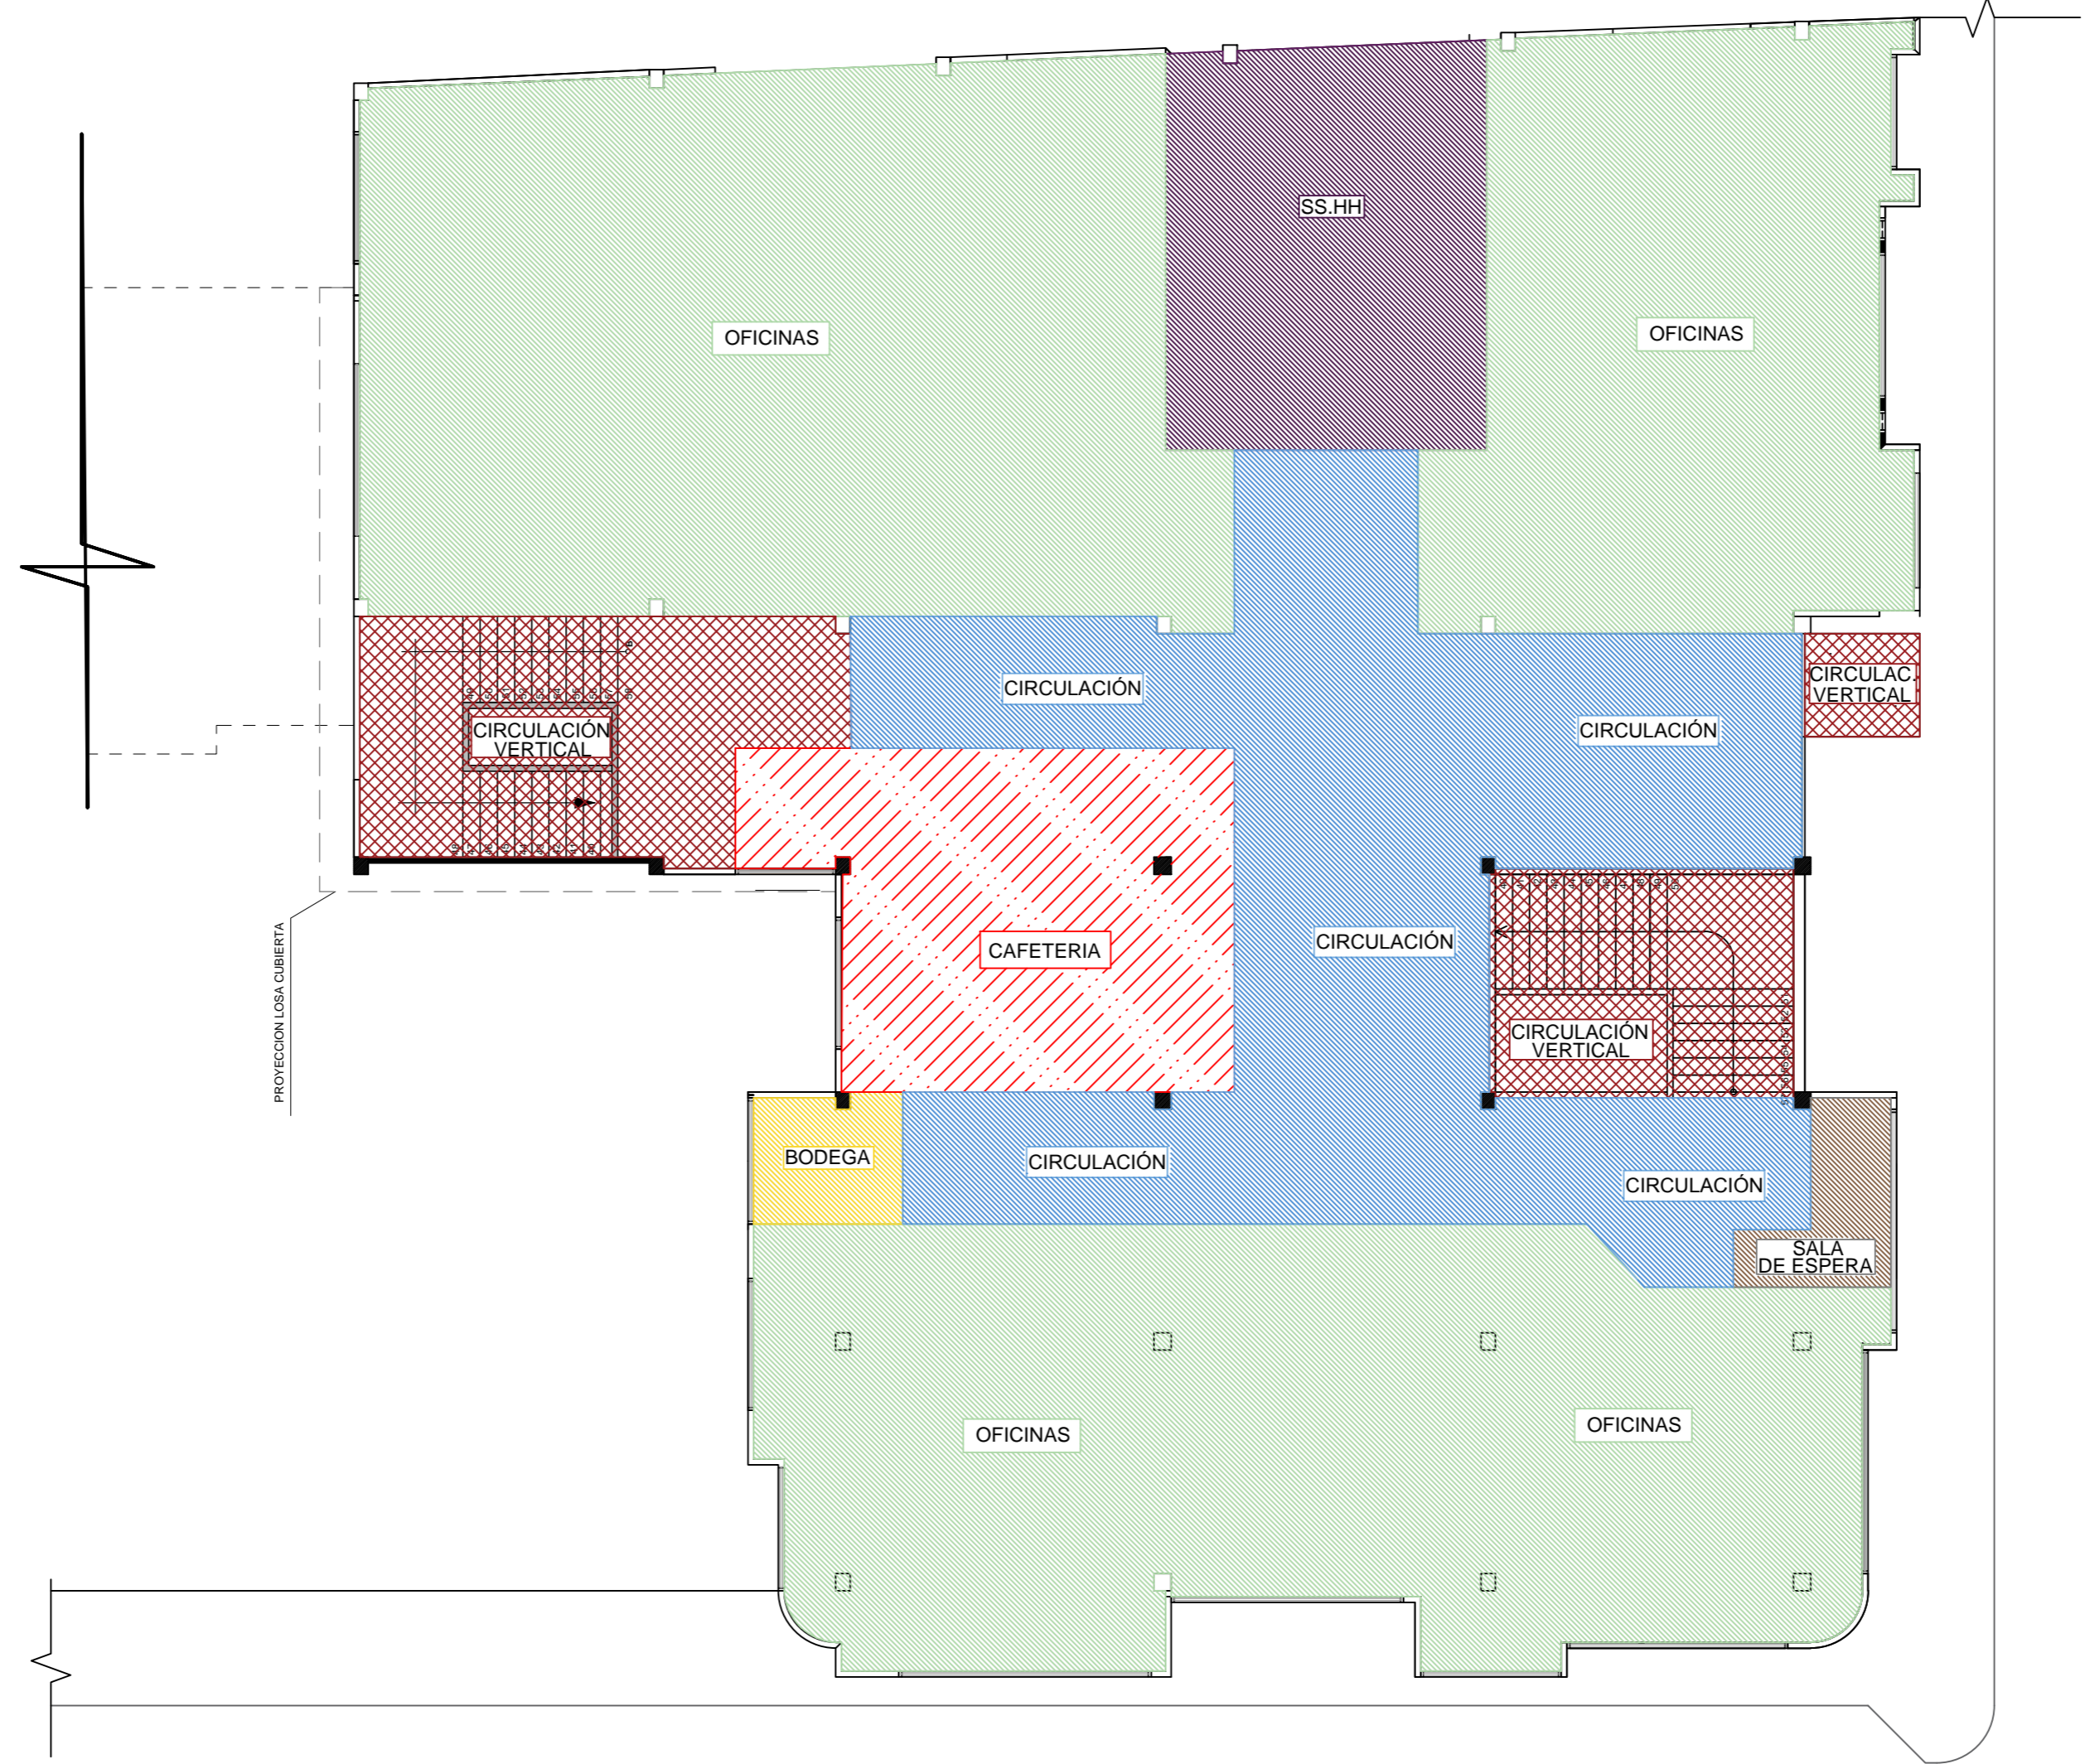 SS.HH
OFICINAS
OFICINAS
CIRCULACIÓN
CIRCULAC.
VERTICAL
CIRCULACIÓN
VERTICAL
CIRCULACIÓN
CAFETERIA
CIRCULACIÓN
PROYECCION LOSA CUBIERTA
CIRCULACIÓN
VERTICAL
BODEGA
CIRCULACIÓN
CIRCULACIÓN
SALA
DE ESPERA
OFICINAS
OFICINAS